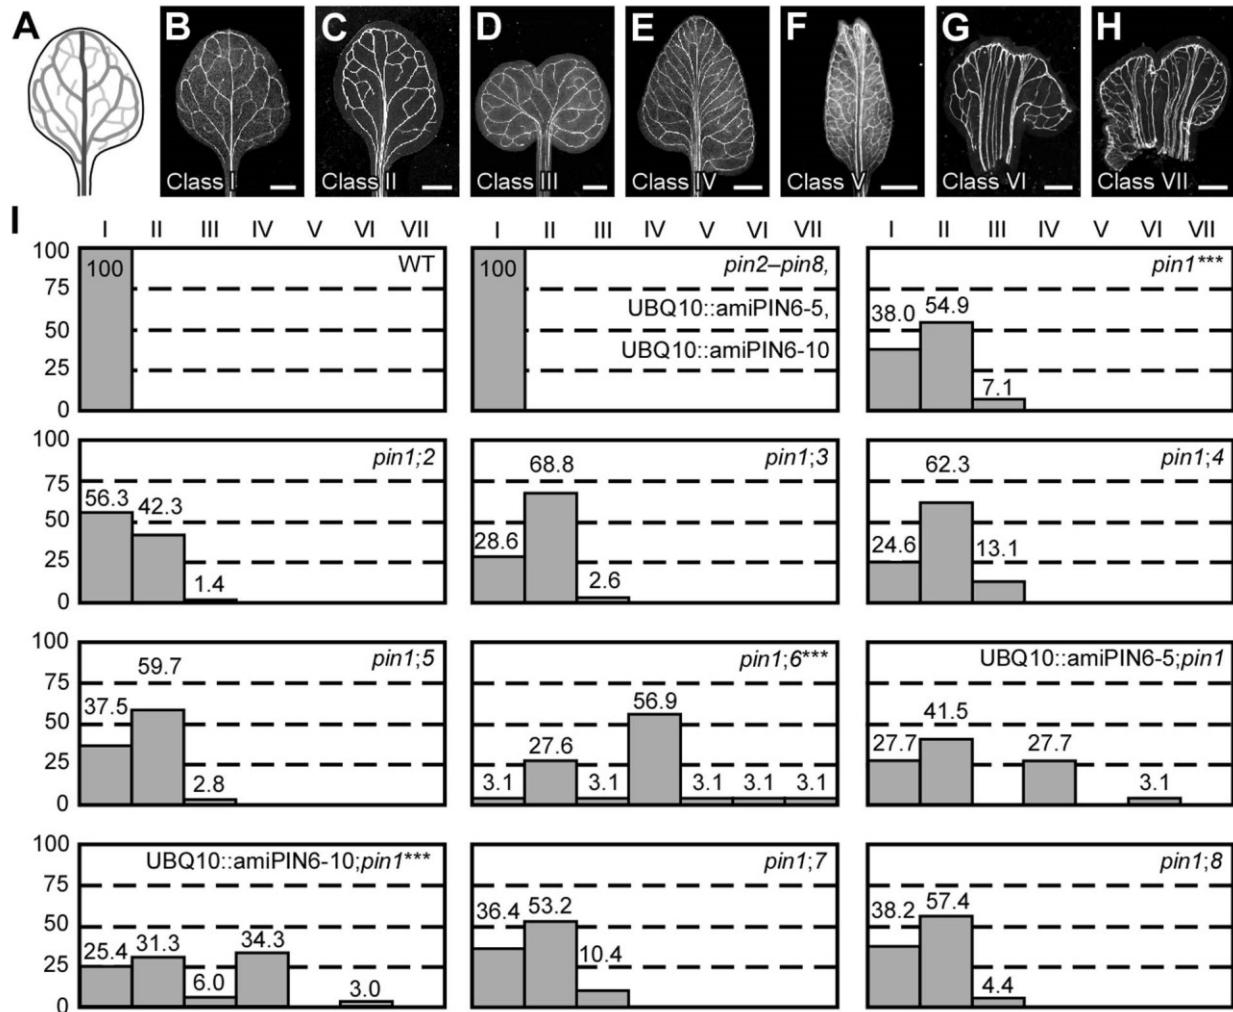 A B C D E F G H
Class I Class II Class III Class IV Class V Class VI Class VII
I
I II III IV V VI VII I II III IV V VI VII I II III IV V VI VII
100
75
50
25
0
100
WT
100
pin2–pin8,
UBQ10::amiPIN6-5,
UBQ10::amiPIN6-10
pin1***
38.0 54.9
7.1
100
75
50
25
0
pin1;2
56.3 42.3
1.4
pin1;3
68.8
28.6
2.6
pin1;4
62.3
24.6
13.1
100
75
50
25
0
pin1;5
59.7
37.5
2.8
pin1;6***
56.9
27.6
3.1 3.1 3.1 3.1 3.1
UBQ10::amiPIN6-5;pin1
41.5
27.7 27.7
3.1
100
75
50
25
0
UBQ10::amiPIN6-10;pin1***
25.4 31.3 34.3
6.0 3.0
pin1;7
36.4 53.2
10.4
pin1;8
38.2 57.4
4.4